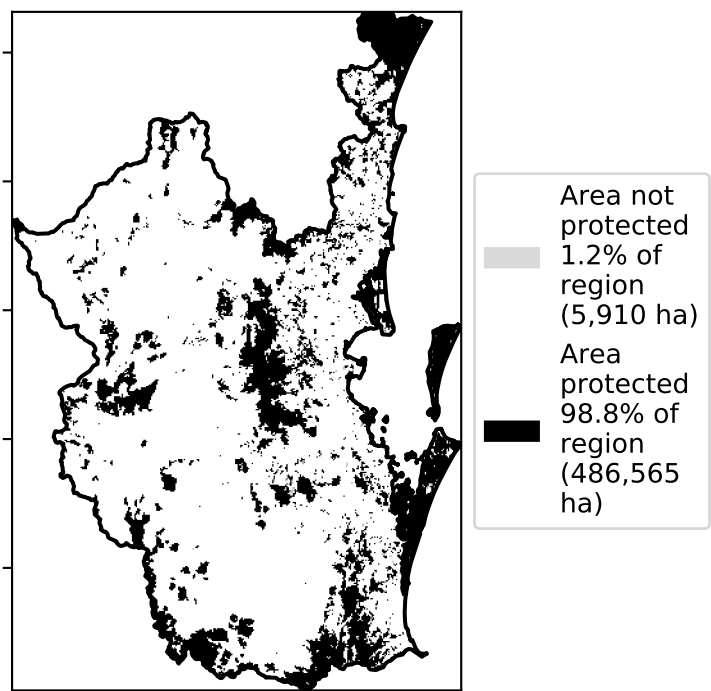 Area not
protected
1.2% of
region
(5,910 ha)
Area
protected
98.8% of
region
(486,565
ha)